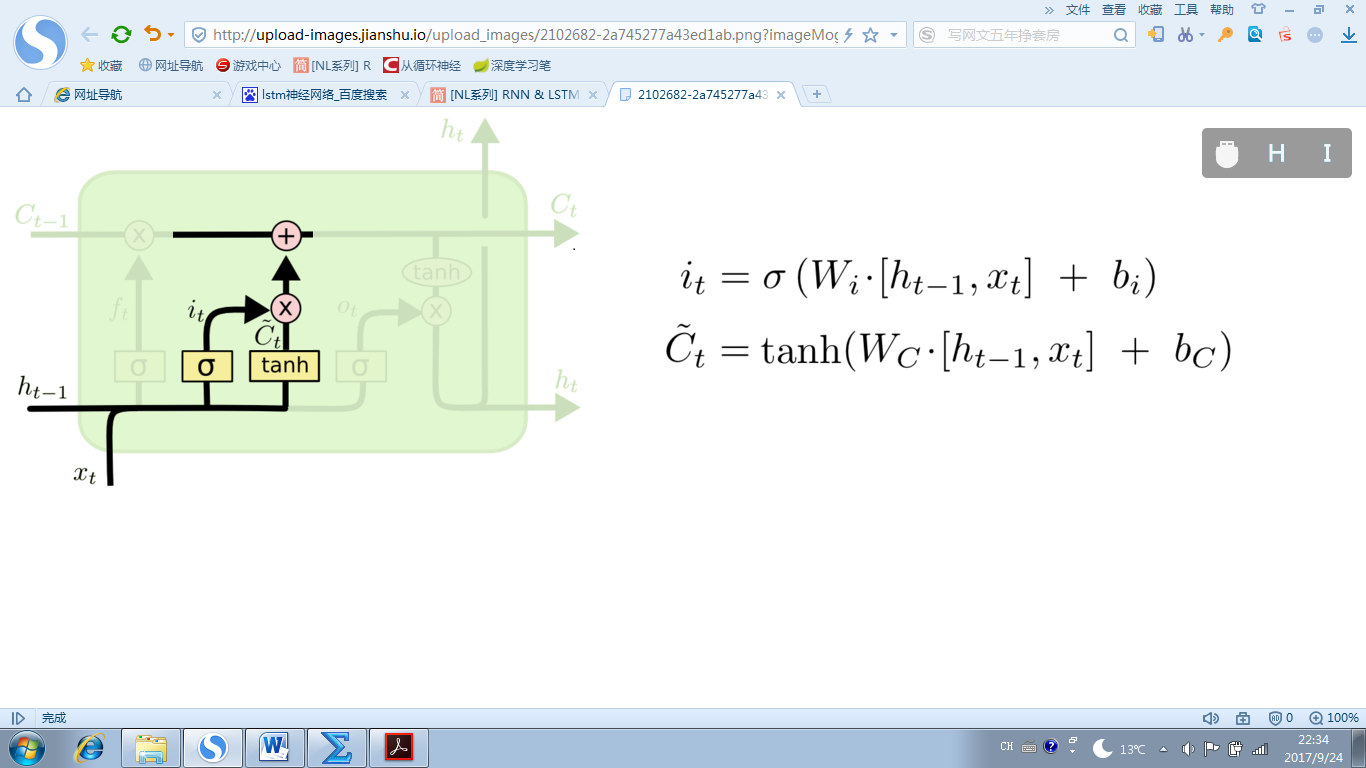 » 文件 查看 收藏 工具 帮助
http://upload-images.jianshu.io/upload_images/2102682-2a745277a43ed1ab.png?imageMog
写网文五年挣套房
收藏 网址导航 游戏中心 [NL系列] R 从循环神经 深度学习笔
网址导航 lstm神经网络_百度搜索 [NL系列] RNN & LSTM 2102682-2a745277a43
H I
h_t
C_{t-1} C_t
tanh
f_t i_t C̃_t o_t
σ σ tanh σ
h_{t-1} h_t
x_t
i_t = σ (W_i·[h_{t-1}, x_t] + b_i)
C̃_t = tanh(W_C·[h_{t-1}, x_t] + b_C)
完成 0 100%
CH 13℃ 22:34
2017/9/24